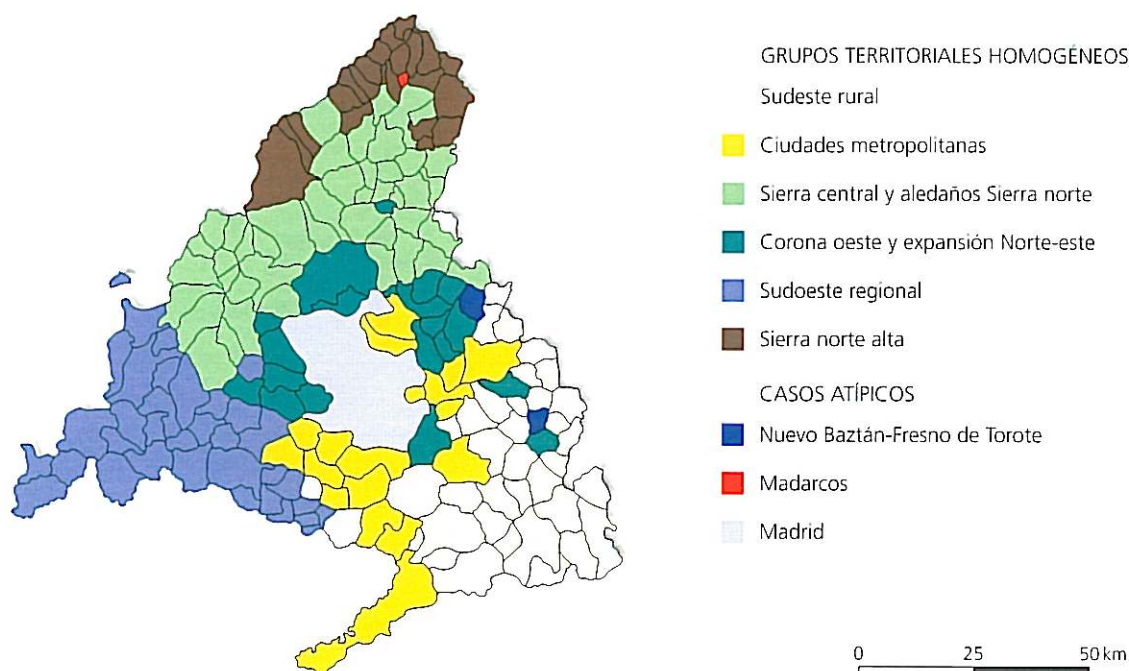 GRUPOS TERRITORIALES HOMOGÉNEOS
Sudeste rural
Ciudades metropolitanas
Sierra central y aledaños Sierra norte
Corona oeste y expansión Norte-este
Sudoeste regional
Sierra norte alta
CASOS ATÍPICOS
Nuevo Baztán-Fresno de Torote
Madarcos
Madrid
0 25 50 km